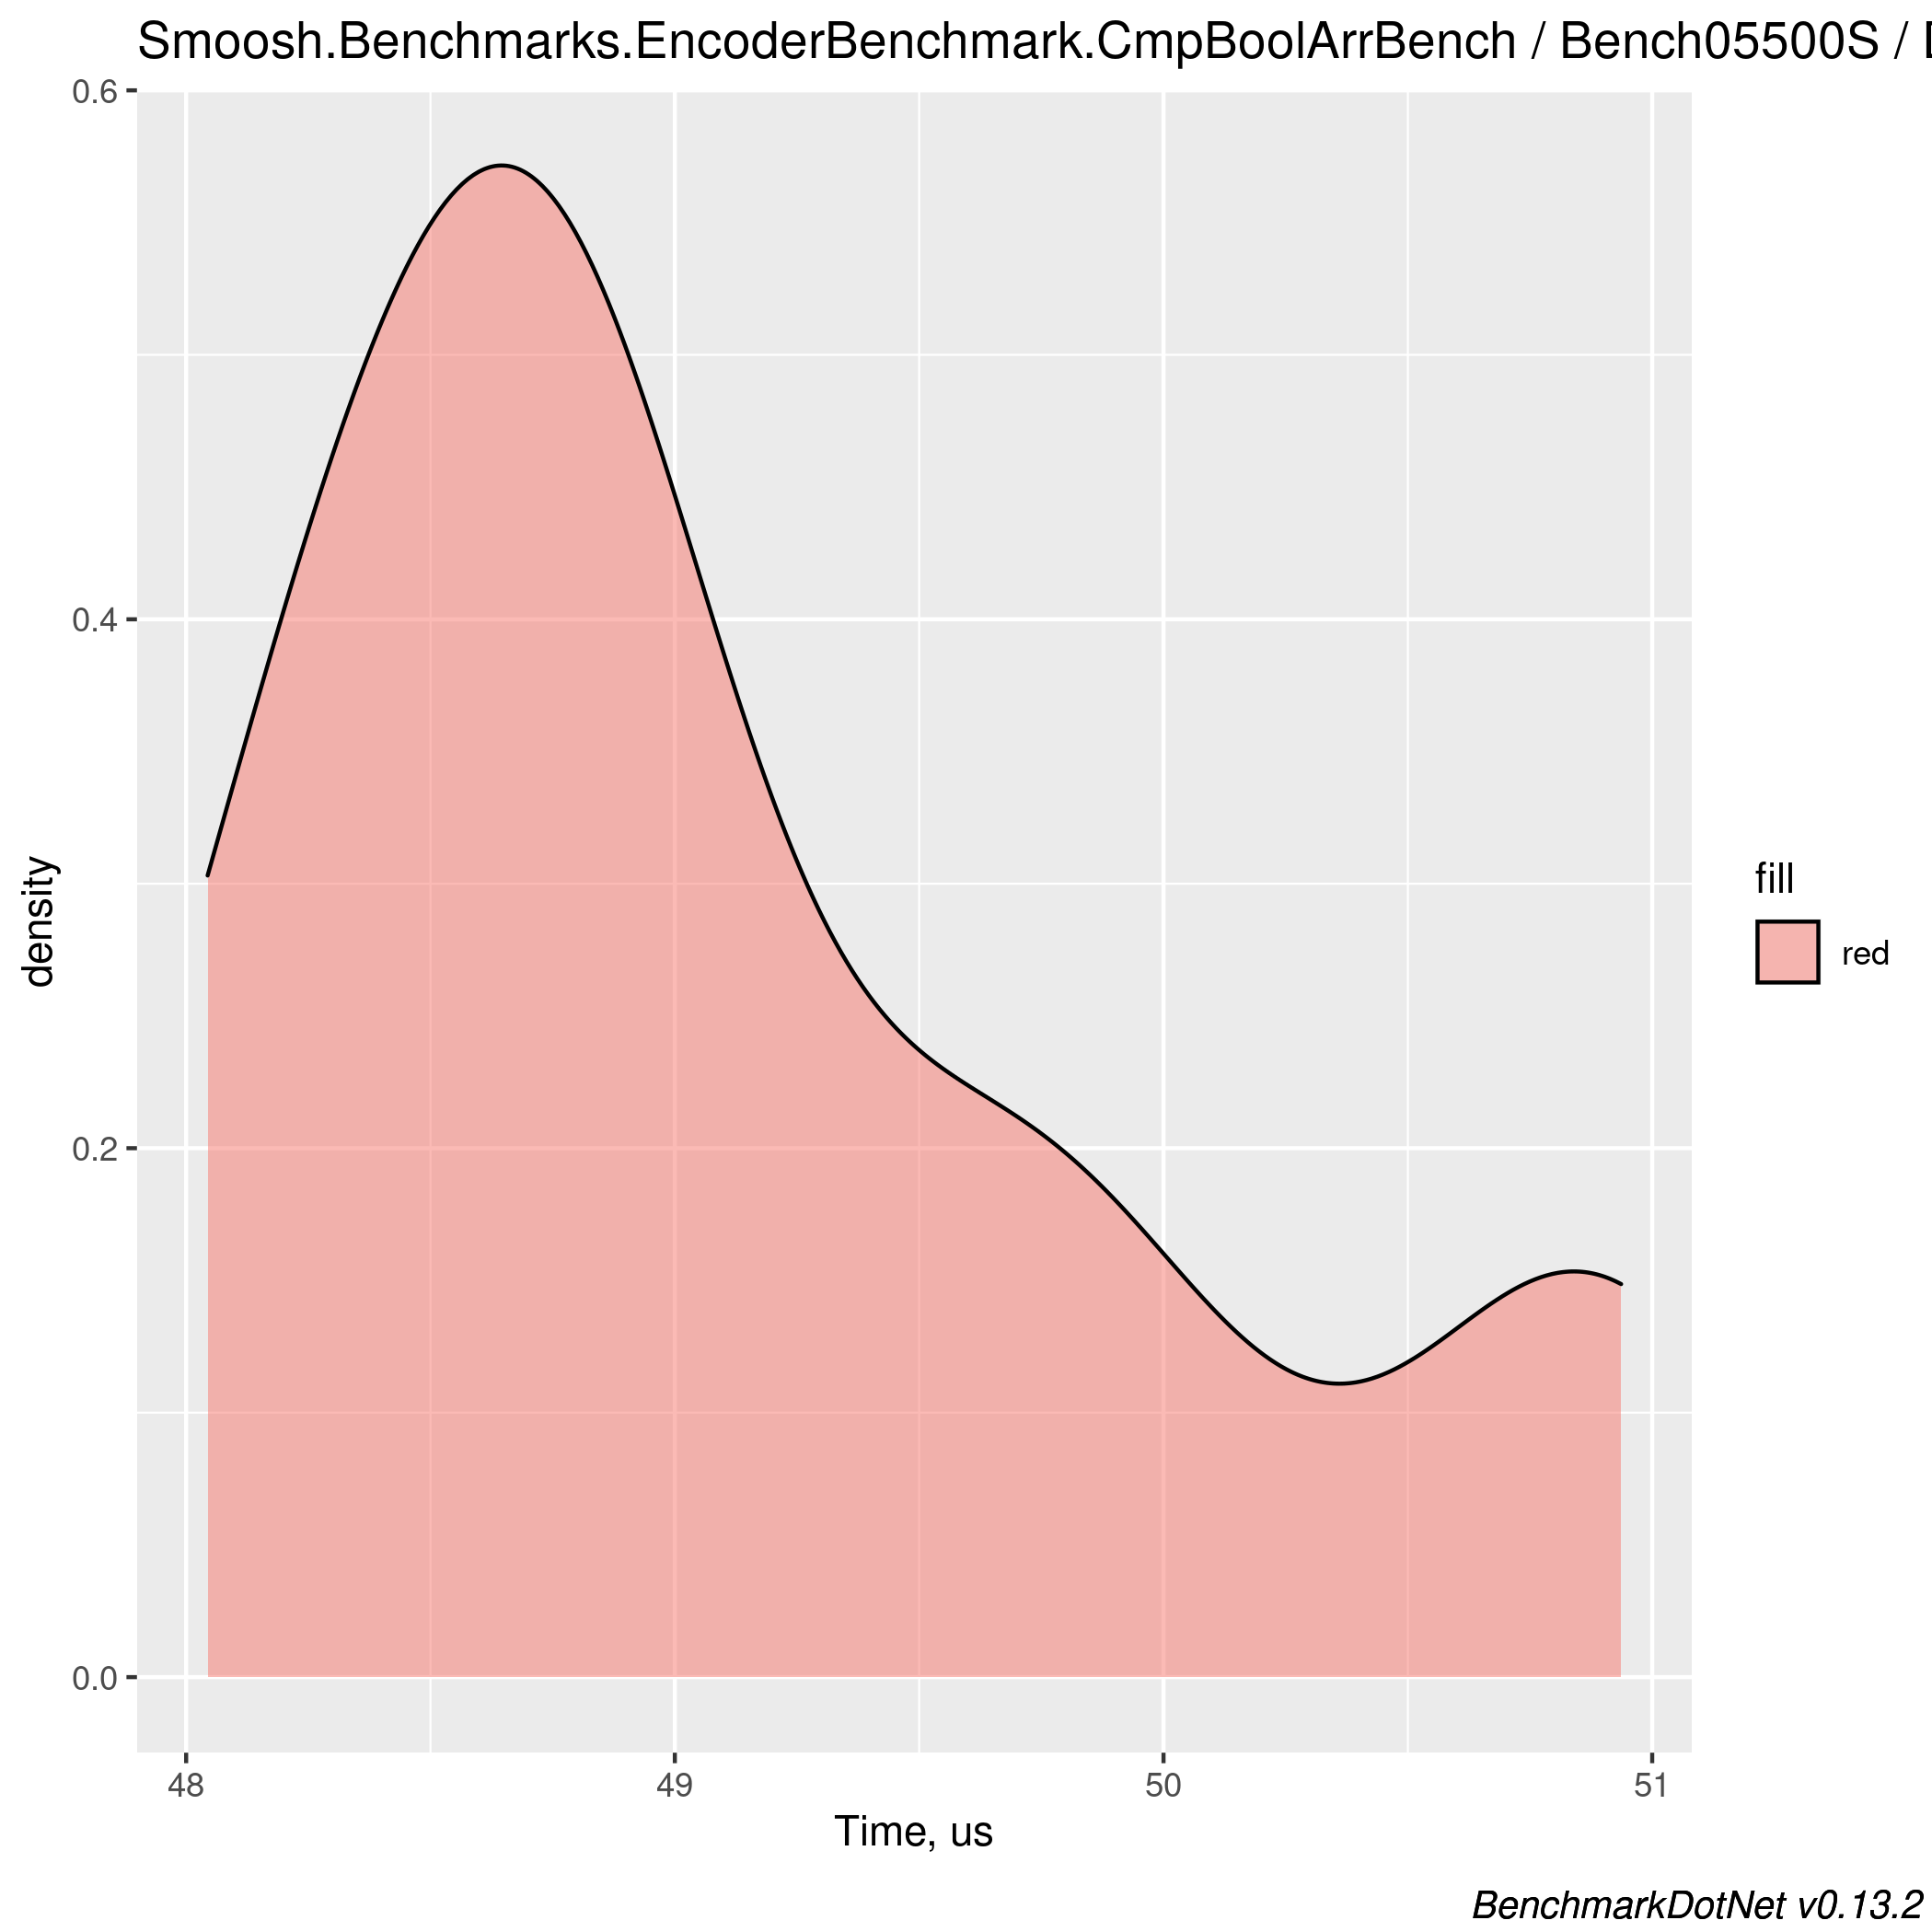 Smoosh.Benchmarks.EncoderBenchmark.CmpBoolArrBench / Bench05500S /
0.6
0.4
0.2
0.0
density
48 49 50 51
Time, us
fill
red
BenchmarkDotNet v0.13.2